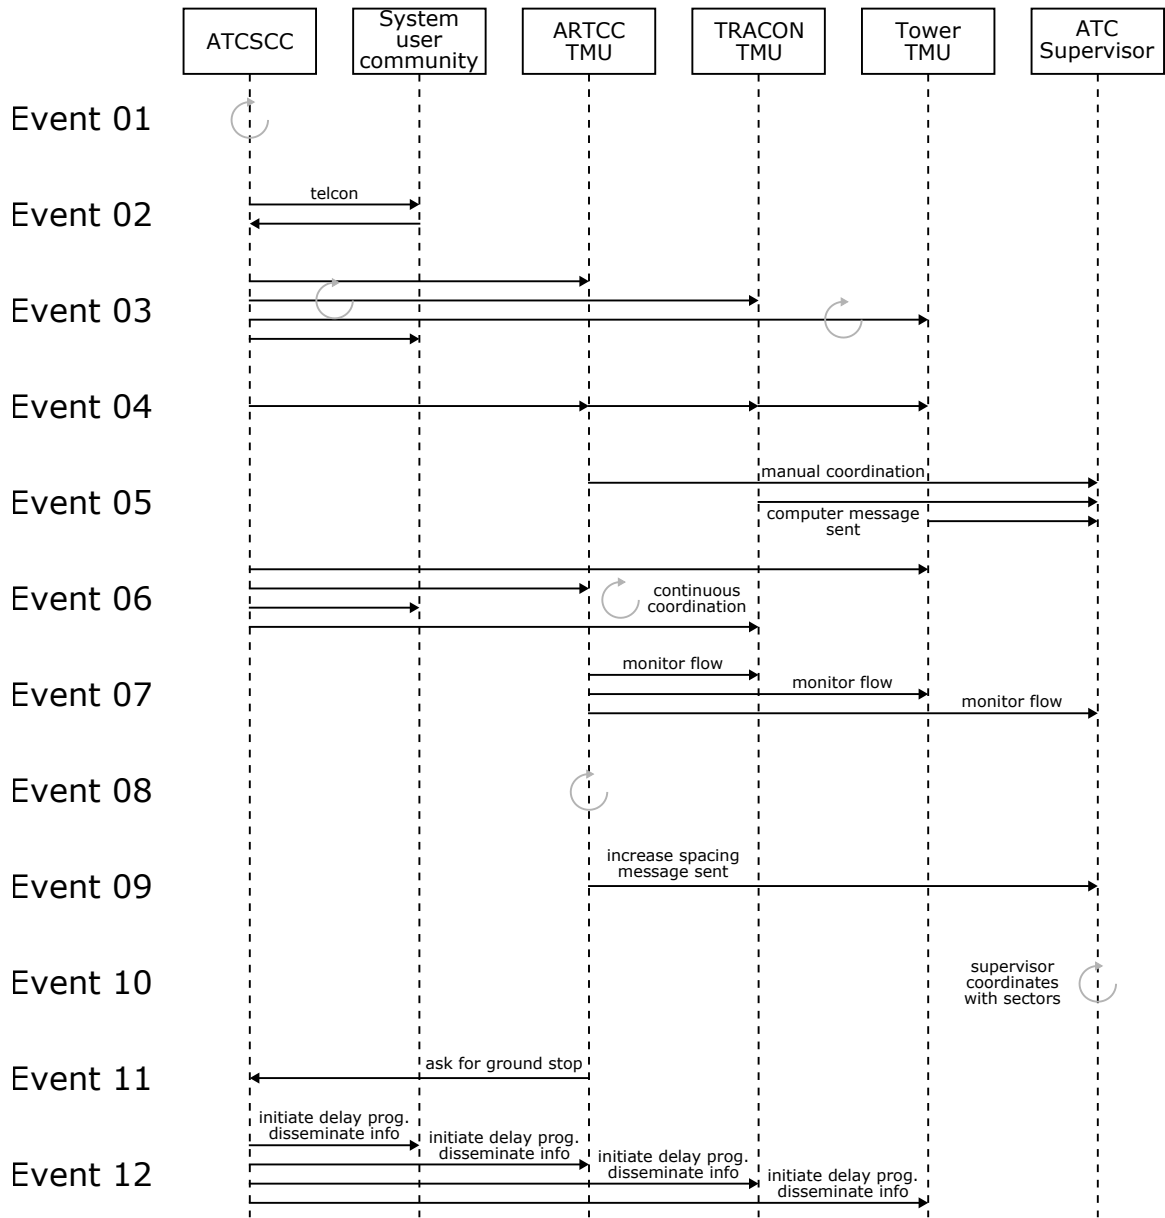 ATCSCC
System
user
community
ARTCC
TMU
TRACON
TMU
Tower
TMU
ATC
Supervisor
Event 01
Event 02
telcon
Event 03
Event 04
Event 05
manual coordination
computer message
sent
Event 06
continuous
coordination
Event 07
monitor flow
monitor flow
monitor flow
Event 08
Event 09
increase spacing
message sent
Event 10
supervisor
coordinates
with sectors
Event 11
ask for ground stop
Event 12
initiate delay prog.
disseminate info
initiate delay prog.
disseminate info
initiate delay prog.
disseminate info
initiate delay prog.
disseminate info